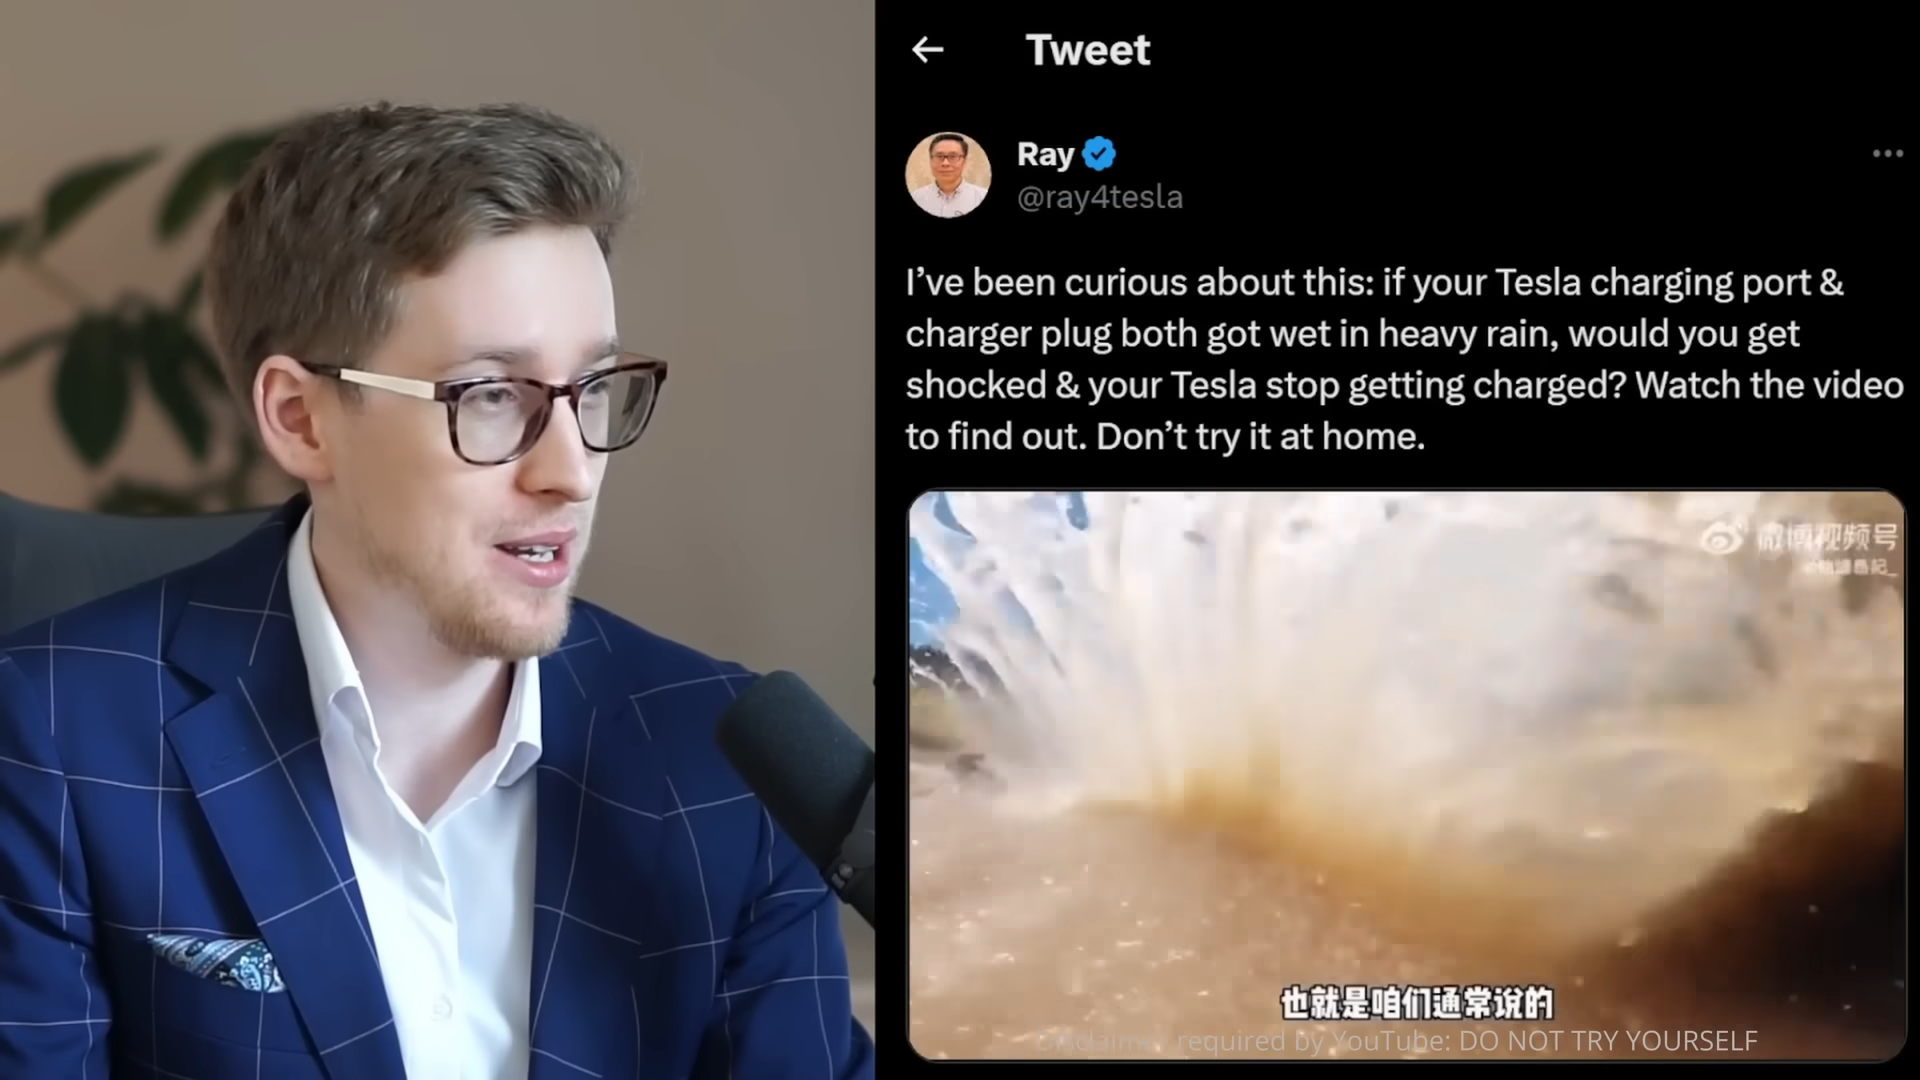 Tweet
Ray
@ray4tesla
I’ve been curious about this: if your Tesla charging port &
charger plug both got wet in heavy rain, would you get
shocked & your Tesla stop getting charged? Watch the video
to find out. Don’t try it at home.
微博视频号
也就是咱们通常说的
required by YouTube: DO NOT TRY YOURSELF